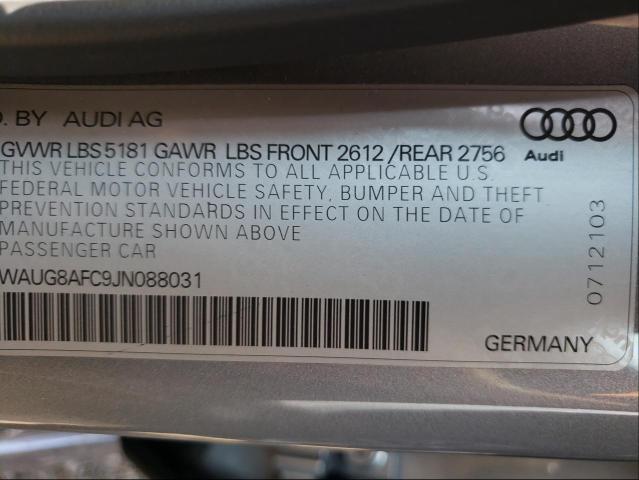 D. BY AUDI AG
GVWR LBS 5181 GAWR LBS FRONT 2612 /REAR 2756
THIS VEHICLE CONFORMS TO ALL APPLICABLE U.S.
FEDERAL MOTOR VEHICLE SAFETY, BUMPER AND THEFT
PREVENTION STANDARDS IN EFFECT ON THE DATE OF
MANUFACTURE SHOWN ABOVE
PASSENGER CAR
WAUG8AFC9JN088031
Audi
0712103
GERMANY